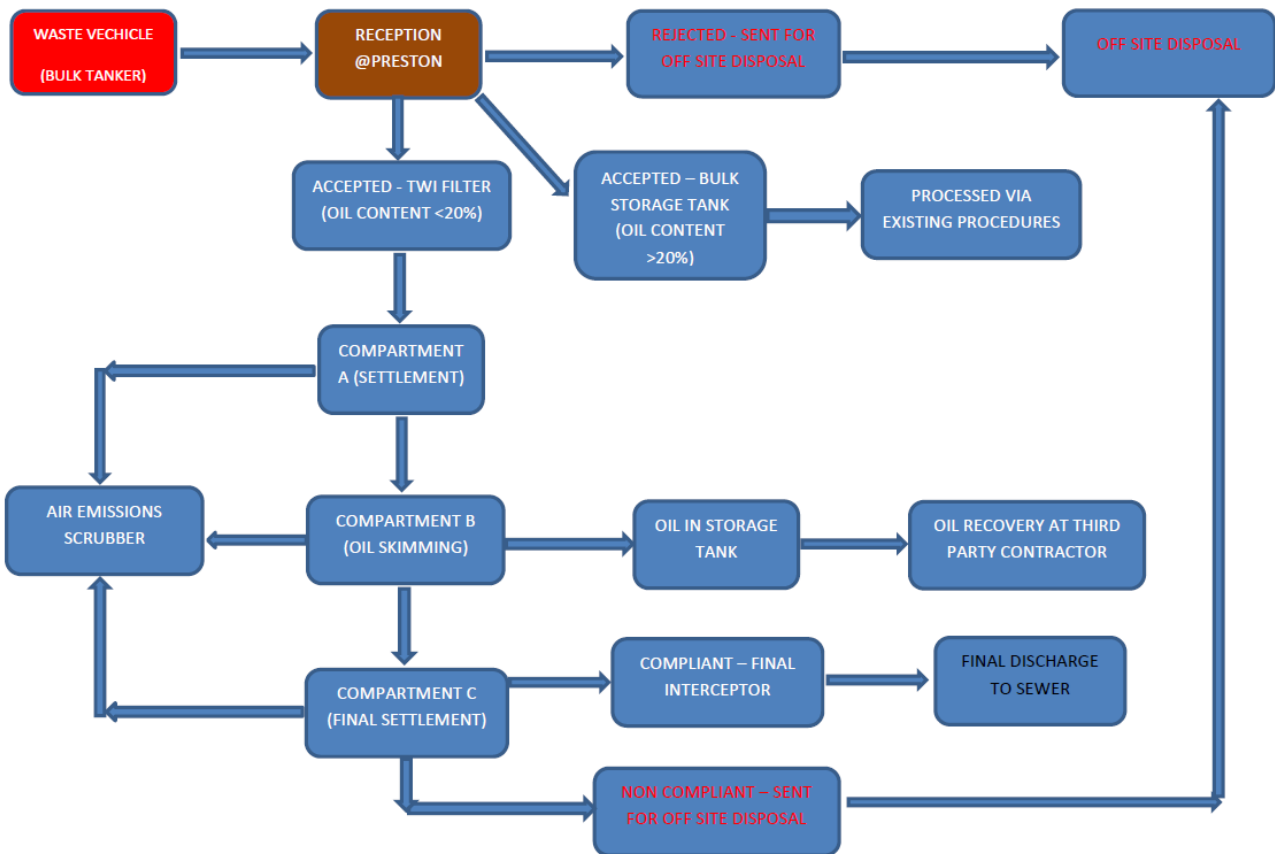 WASTE VECHICLE
(BULK TANKER)
RECEPTION
@PRESTON
REJECTED - SENT FOR
OFF SITE DISPOSAL
OFF SITE DISPOSAL
ACCEPTED - TWI FILTER
(OIL CONTENT <20%)
ACCEPTED – BULK
STORAGE TANK
(OIL CONTENT
>20%)
PROCESSED VIA
EXISTING PROCEDURES
COMPARTMENT
A (SETTLEMENT)
AIR EMISSIONS
SCRUBBER
COMPARTMENT B
(OIL SKIMMING)
OIL IN STORAGE
TANK
OIL RECOVERY AT THIRD
PARTY CONTRACTOR
COMPARTMENT C
(FINAL SETTLEMENT)
COMPLIANT – FINAL
INTERCEPTOR
FINAL DISCHARGE
TO SEWER
NON COMPLIANT – SENT
FOR OFF SITE DISPOSAL